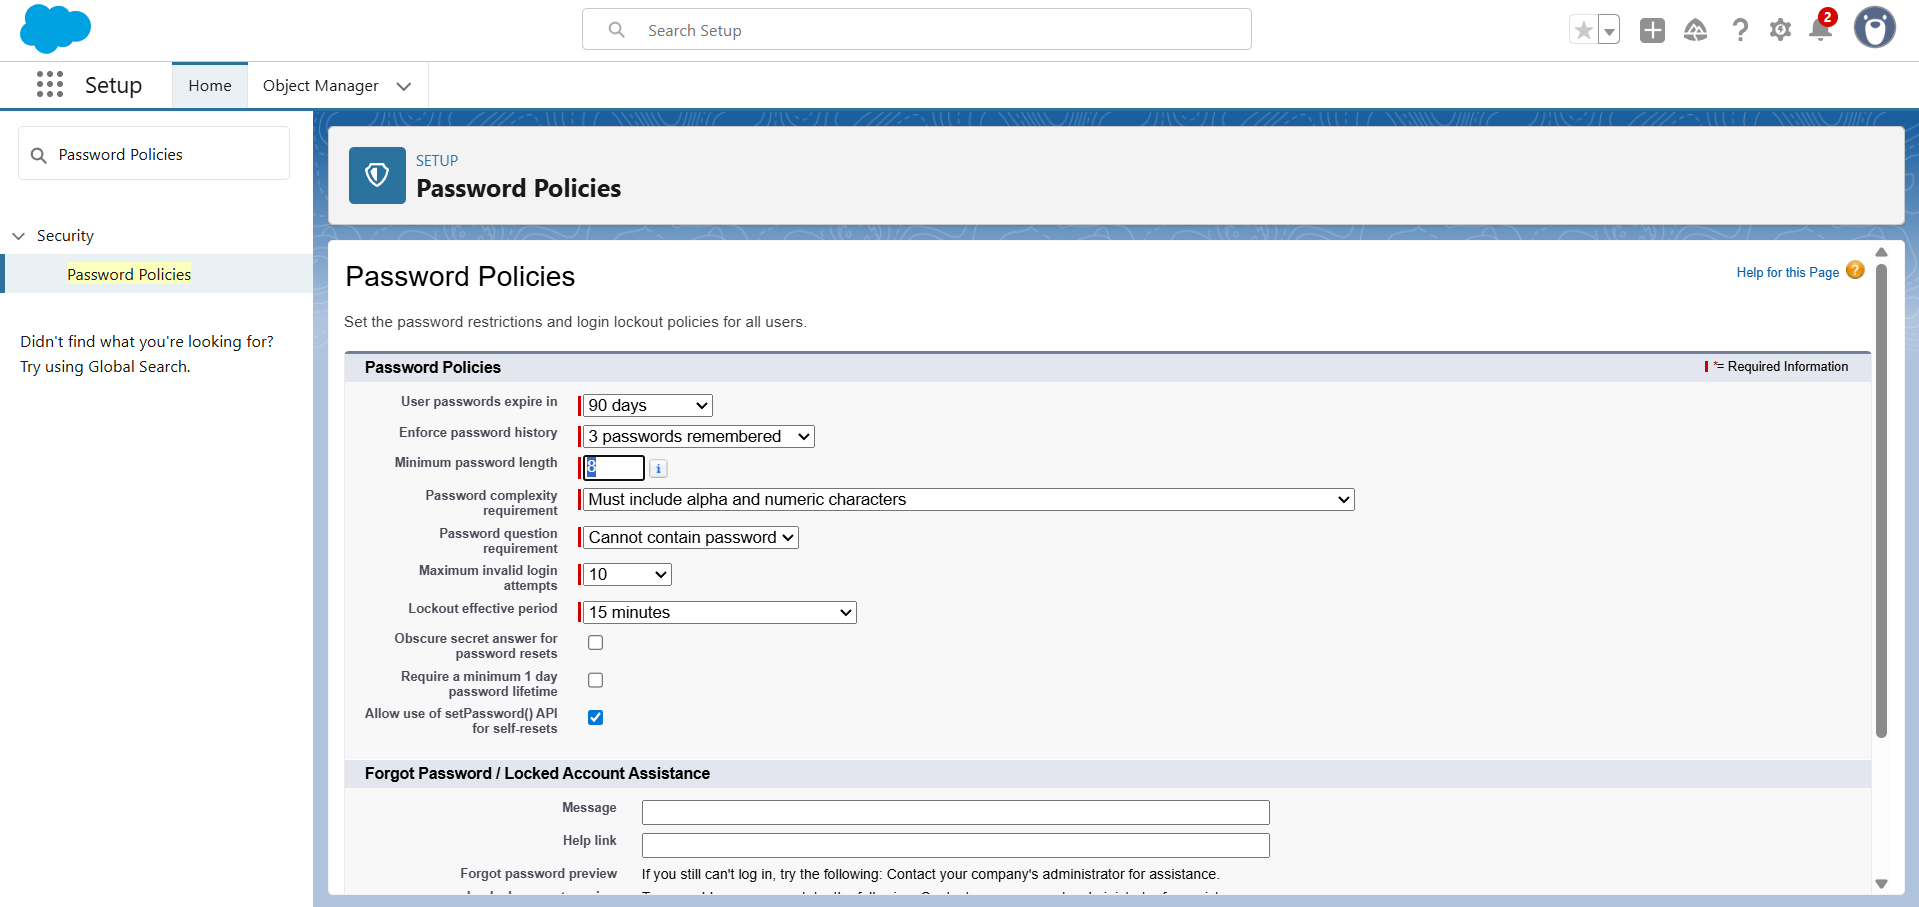 Search Setup
2
Setup
Home
Object Manager
Password Policies
Security
Password Policies
Didn't find what you're looking for?
Try using Global Search.
SETUP
Password Policies
Password Policies
Help for this Page
Set the password restrictions and login lockout policies for all users.
Password Policies
*= Required Information
User passwords expire in
90 days
Enforce password history
3 passwords remembered
Minimum password length
8
Password complexity
requirement
Must include alpha and numeric characters
Password question
requirement
Cannot contain password
Maximum invalid login
attempts
10
Lockout effective period
15 minutes
Obscure secret answer for
password resets
Require a minimum 1 day
password lifetime
Allow use of setPassword() API
for self-resets
Forgot Password / Locked Account Assistance
Message
Help link
Forgot password preview
If you still can't log in, try the following: Contact your company's administrator for assistance.